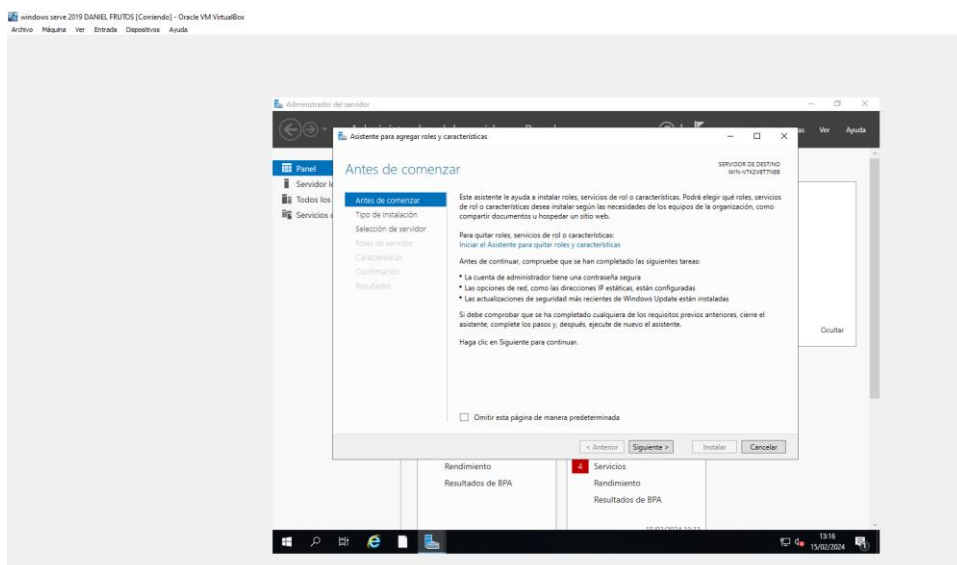 windows serve 2019 DANIEL FRUTOS [Corriendo] - Oracle VM VirtualBox
Archivo Máquina Ver Entrada Dispositivos Ayuda
Administrador del servidor
Ver Ayuda
Asistente para agregar roles y características
Panel
Servidor
Todos los
Servicios
Antes de comenzar
SERVIDOR DE DESTINO
Antes de comenzar
Tipo de instalación
Selección de servidor
Roles de servidor
Características
Confirmación
Resultados
Este asistente le ayuda a instalar roles, servicios de rol o características. Podrá elegir qué roles, servicios
de rol o características desea instalar según las necesidades de los equipos de la organización, como
compartir documentos u hospedar un sitio web.
Para quitar roles, servicios de rol o características:
Iniciar el Asistente para quitar roles y características
Antes de continuar, compruebe que se han completado las siguientes tareas:
• La cuenta de administrador tiene una contraseña segura
• Las opciones de red, como las direcciones IP estáticas, están configuradas
• Las actualizaciones de seguridad más recientes de Windows Update están instaladas
Si debe comprobar que se ha completado cualquiera de los requisitos previos anteriores, cierre el
asistente, complete los pasos y, después, ejecute de nuevo el asistente.
Haga clic en Siguiente para continuar.
Omitir esta página de manera predeterminada
< Anterior Siguiente > Instalar Cancelar
Ocultar
Rendimiento
Resultados de BPA
4 Servicios
Rendimiento
Resultados de BPA
13:16
15/02/2024